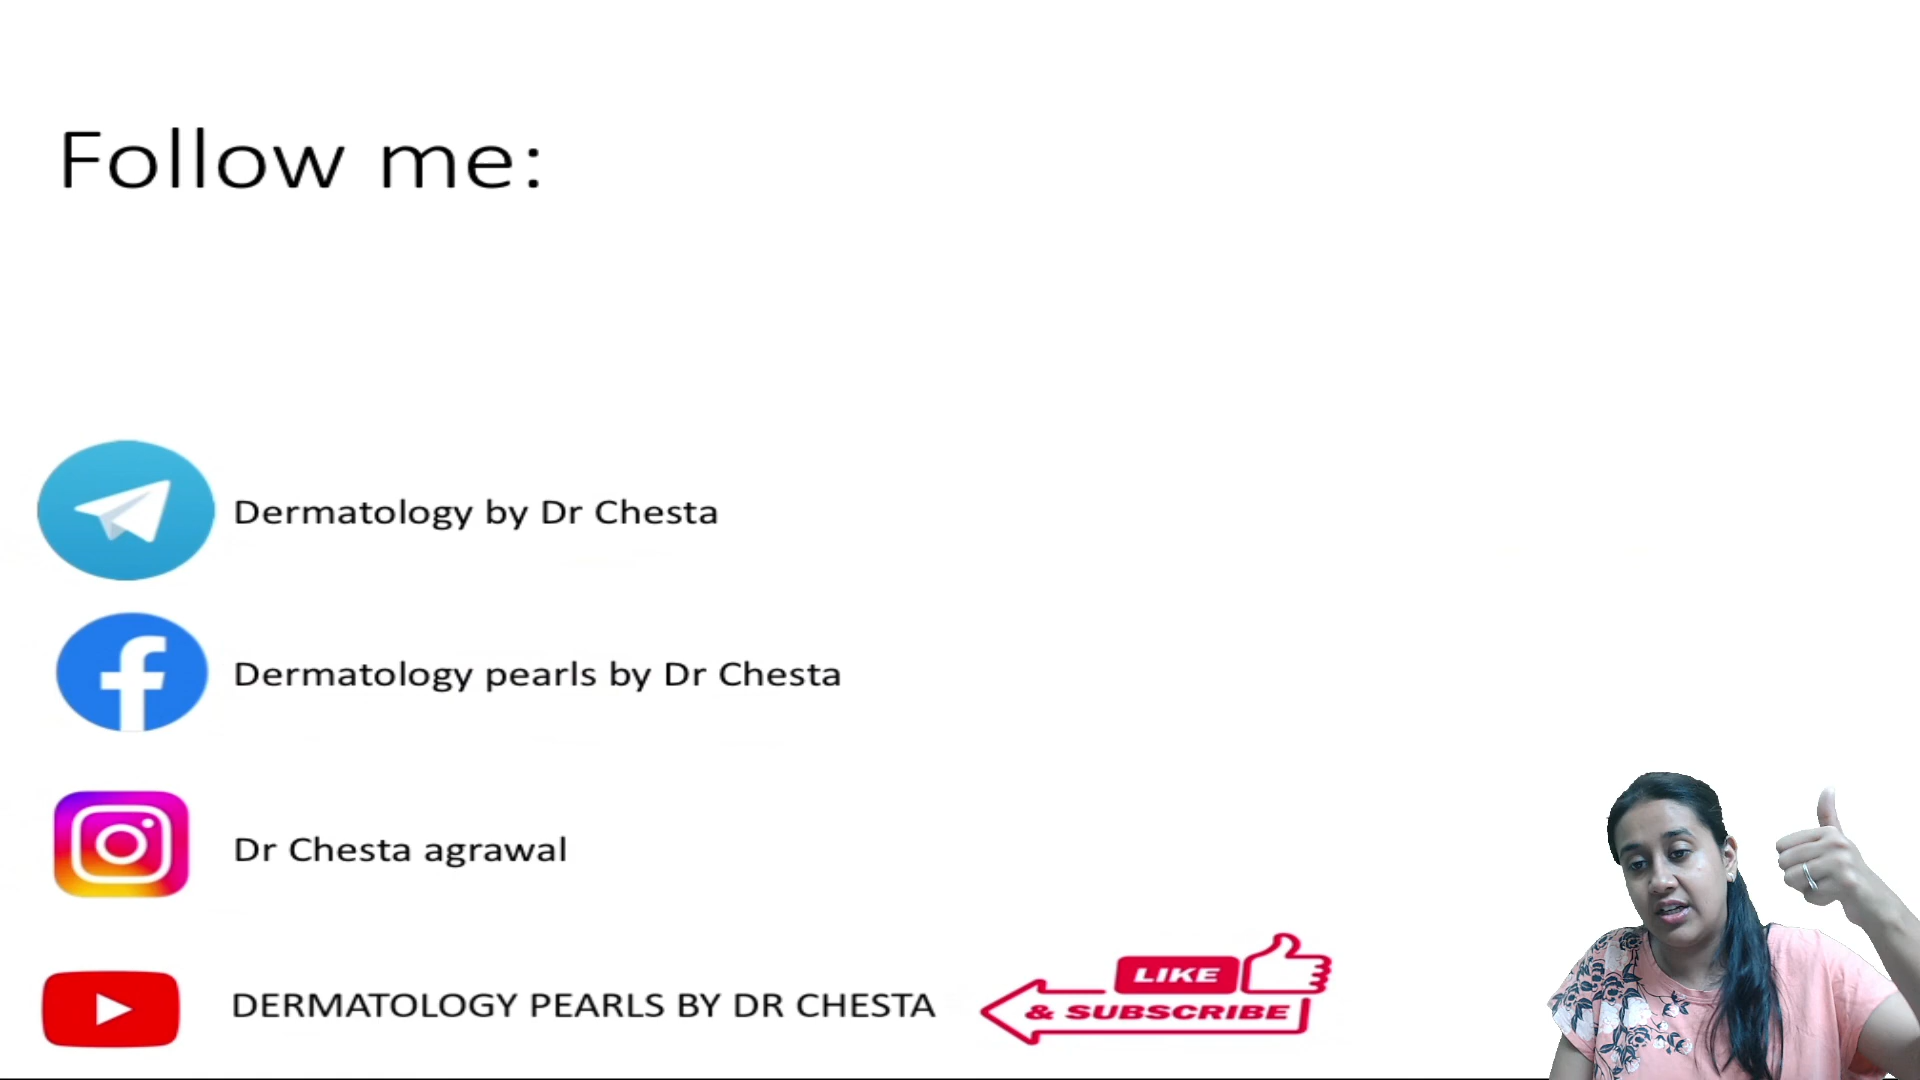 Follow me:
Dermatology by Dr Chesta
Dermatology pearls by Dr Chesta
Dr Chesta agrawal
DERMATOLOGY PEARLS BY DR CHESTA
LIKE
& SUBSCRIBE